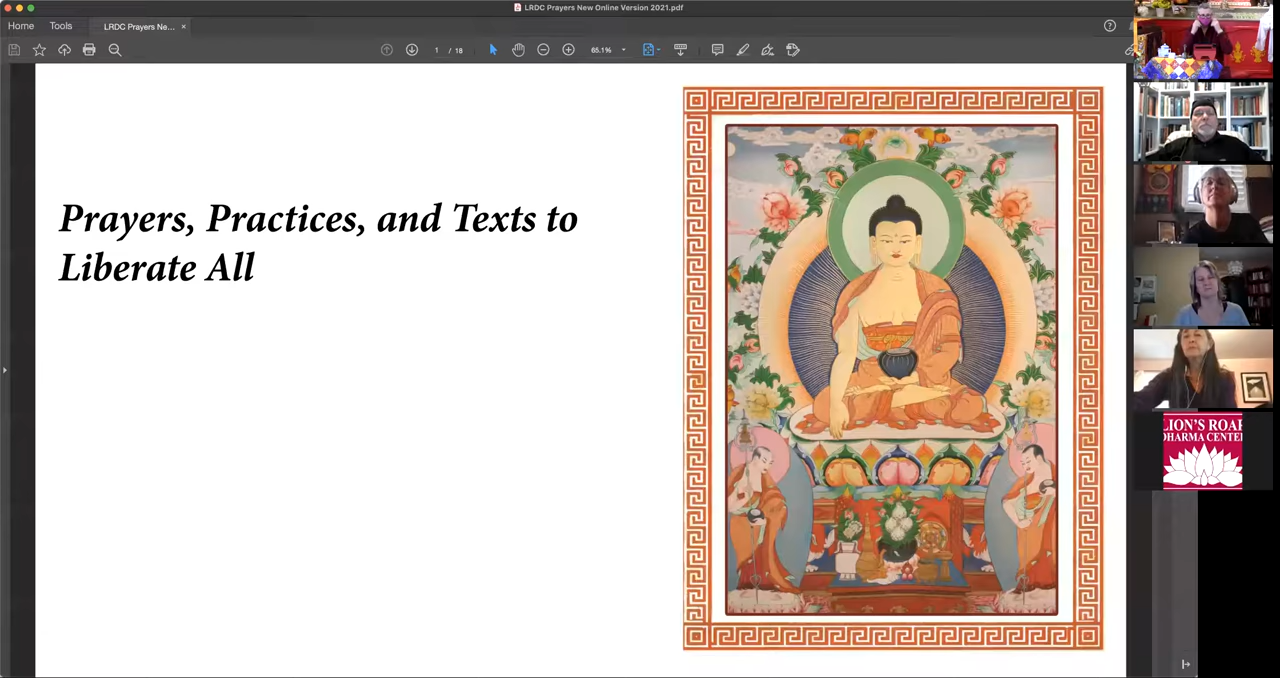 LRDC Prayers New Online Version 2021.pdf
Home
Tools
LRDC Prayers Ne...
1 / 18
65.1%
Prayers, Practices, and Texts to
Liberate All
LION'S ROAR
DHARMA CENTER